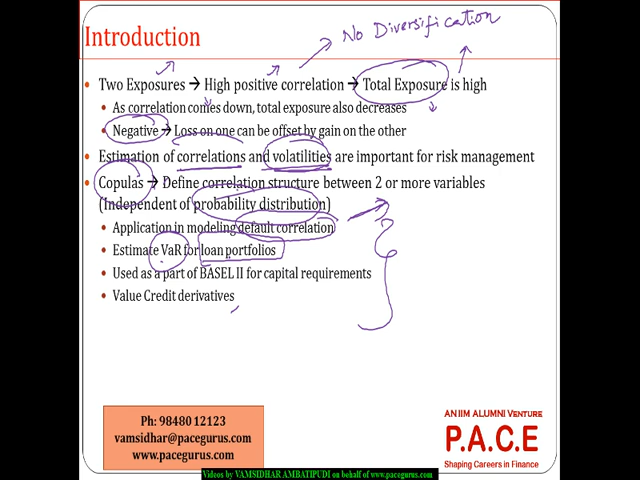 Introduction
No Diversification
Two Exposures → High positive correlation → Total Exposure is high
As correlation comes down, total exposure also decreases
Negative → Loss on one can be offset by gain on the other
Estimation of correlations and volatilities are important for risk management
Copulas → Define correlation structure between 2 or more variables
(Independent of probability distribution)
Application in modeling default correlation
Estimate VaR for loan portfolios
Used as a part of BASEL II for capital requirements
Value Credit derivatives
Ph: 98480 12123
vamsidhar@pacegurus.com
www.pacegurus.com
AN IIM ALUMNI VENTURE
P.A.C.E
Shaping Careers in Finance
Videos by VAMSIDHAR AMBATIPUDI on behalf of www.pacegurus.com